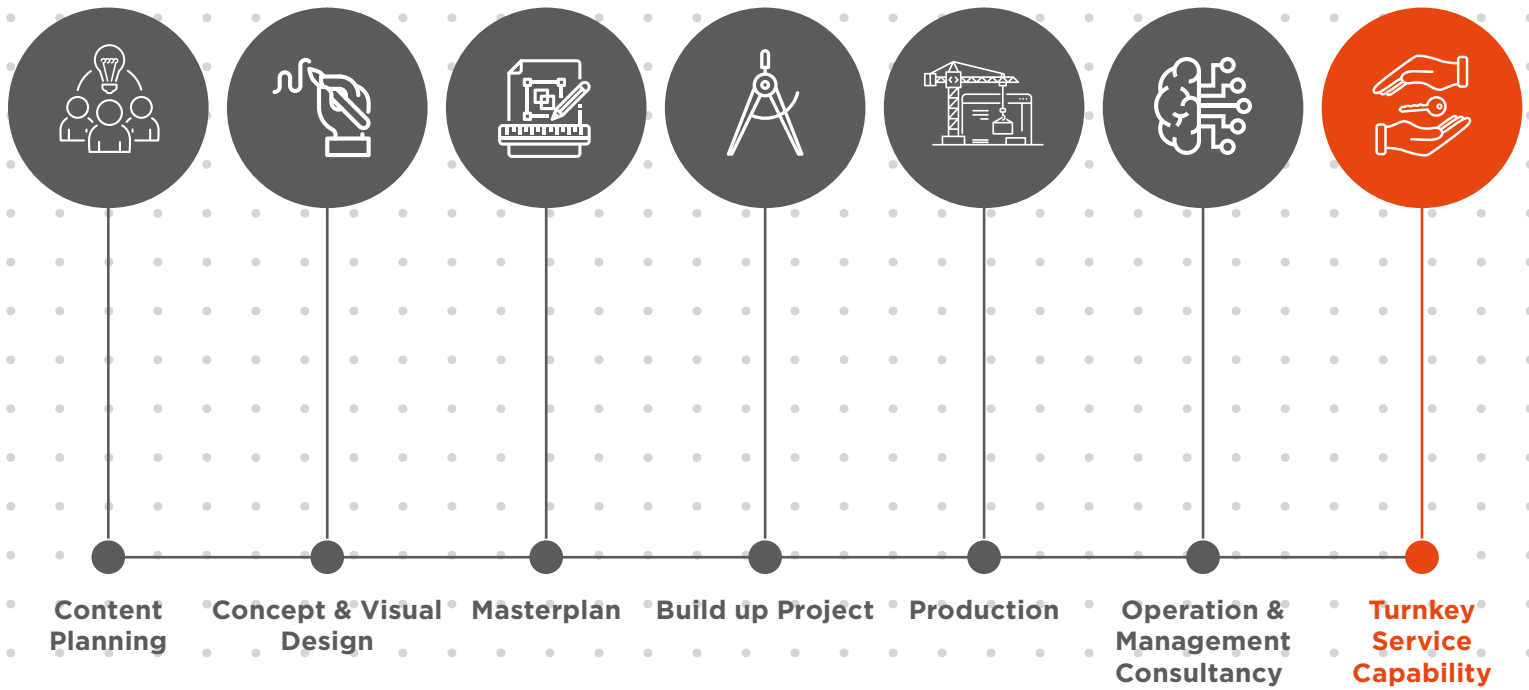 Content
Planning
Concept & Visual
Design
Masterplan
Build up Project
Production
Operation &
Management
Consultancy
Turnkey
Service
Capability